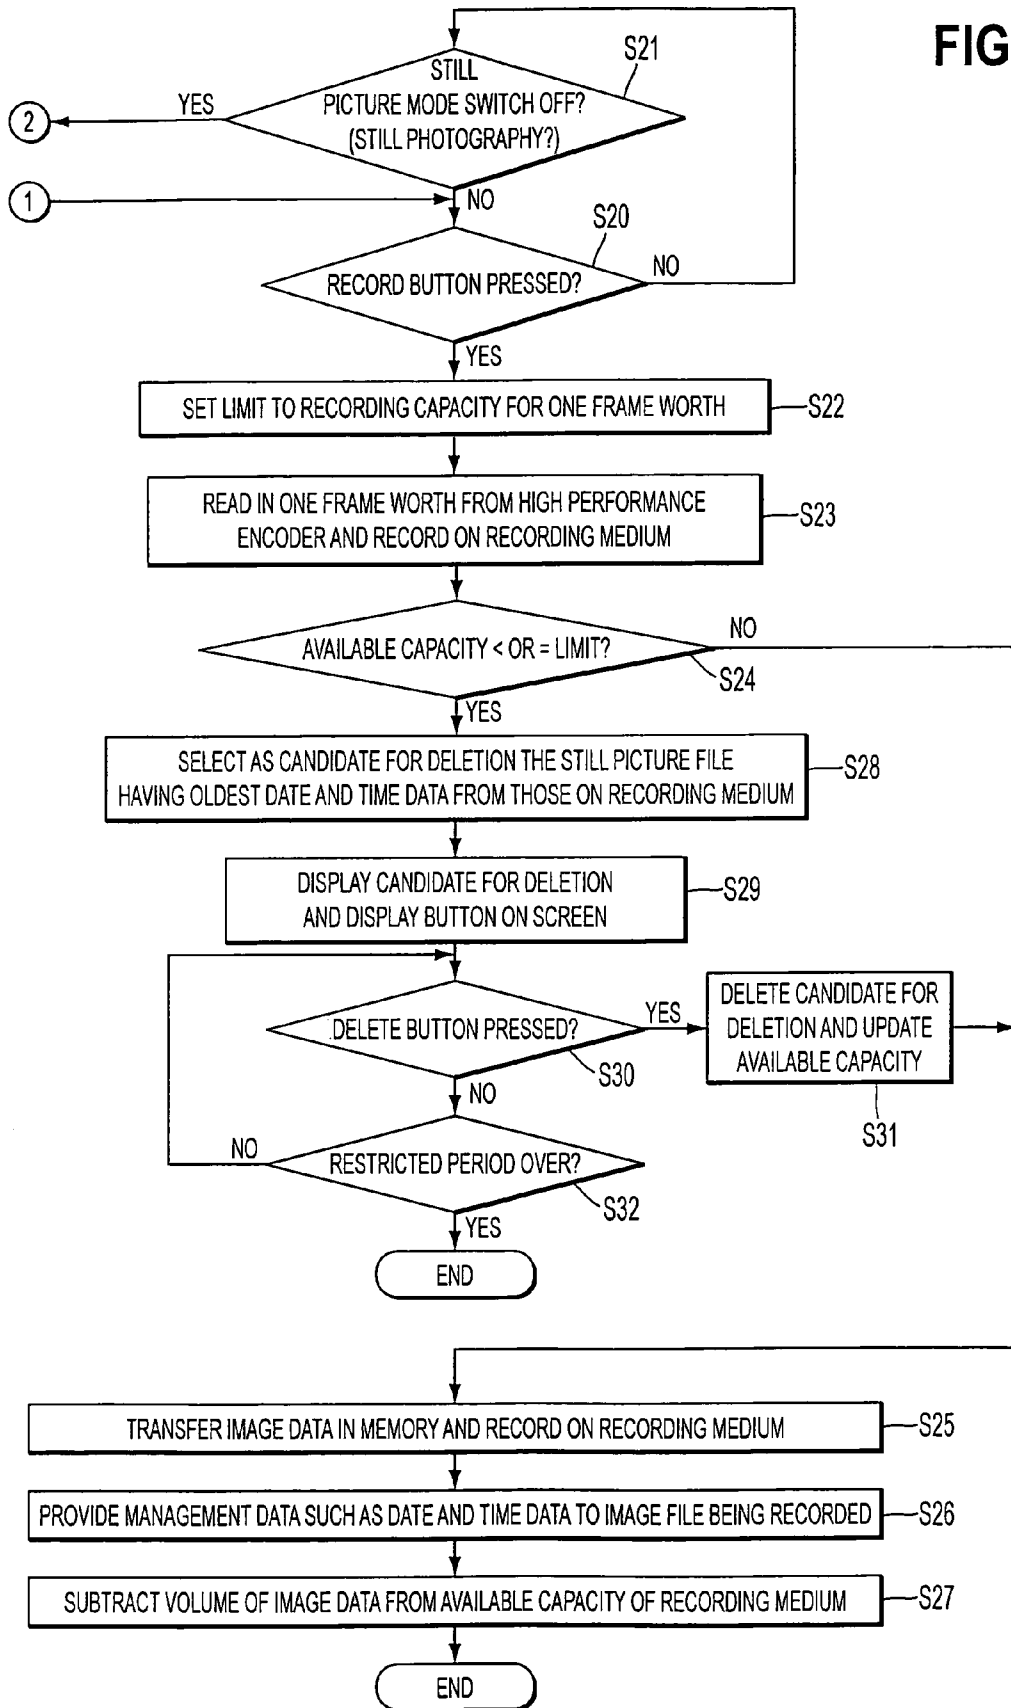 FIG
STILL
PICTURE MODE SWITCH OFF?
(STILL PHOTOGRAPHY?)
S21
YES
2
1
NO
S20
RECORD BUTTON PRESSED?
NO
YES
SET LIMIT TO RECORDING CAPACITY FOR ONE FRAME WORTH
S22
READ IN ONE FRAME WORTH FROM HIGH PERFORMANCE
ENCODER AND RECORD ON RECORDING MEDIUM
S23
AVAILABLE CAPACITY < OR = LIMIT?
NO
S24
YES
SELECT AS CANDIDATE FOR DELETION THE STILL PICTURE FILE
HAVING OLDEST DATE AND TIME DATA FROM THOSE ON RECORDING MEDIUM
S28
DISPLAY CANDIDATE FOR DELETION
AND DISPLAY BUTTON ON SCREEN
S29
DELETE BUTTON PRESSED?
YES
S30
DELETE CANDIDATE FOR
DELETION AND UPDATE
AVAILABLE CAPACITY
S31
NO
RESTRICTED PERIOD OVER?
NO
S32
YES
END
TRANSFER IMAGE DATA IN MEMORY AND RECORD ON RECORDING MEDIUM
S25
PROVIDE MANAGEMENT DATA SUCH AS DATE AND TIME DATA TO IMAGE FILE BEING RECORDED
S26
SUBTRACT VOLUME OF IMAGE DATA FROM AVAILABLE CAPACITY OF RECORDING MEDIUM
S27
END